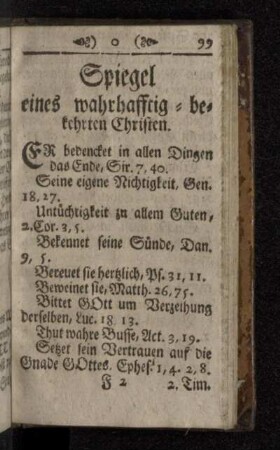 o 99
Spiegel
eines wahrhafftig = be-
kehrten Christen.
ER bedencket in allen Dingen
das Ende, Sir. 7, 40.
Seine eigene Nichtigkeit, Gen.
18, 27.
Untüchtigkeit zu allem Guten,
2. Cor. 3, 5.
Bekennet seine Sünde, Dan.
9, 5.
Bereuet sie hertzlich, Ps. 31, 11.
Beweinet sie, Matth. 26, 75.
Bittet GOtt um Verzeihung
derselben, Luc. 18. 13.
Thut wahre Busse, Act. 3, 19.
Setzet sein Vertrauen auf die
Gnade GOttes, Ephes. 1, 4. 2, 8.
F 2 2. Tim.